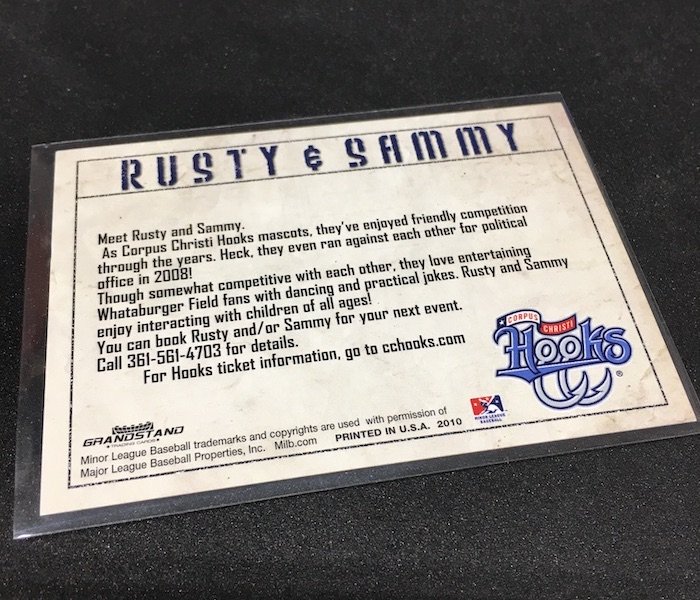 RUSTY & SAMMY
Meet Rusty and Sammy.
As Corpus Christi Hooks mascots, they've enjoyed friendly competition
through the years. Heck, they even ran against each other for political
office in 2008!
Though somewhat competitive with each other, they love entertaining
Whataburger Field fans with dancing and practical jokes. Rusty and Sammy
enjoy interacting with children of all ages!
You can book Rusty and/or Sammy for your next event.
Call 361-561-4703 for details.
For Hooks ticket information, go to cchooks.com
CORPUS CHRISTI
Hooks
®
GRANDSTAND
TRADING CARDS
MINOR LEAGUE
BASEBALL
Minor League Baseball trademarks and copyrights are used with permission of
Major League Baseball Properties, Inc. Milb.com PRINTED IN U.S.A. 2010